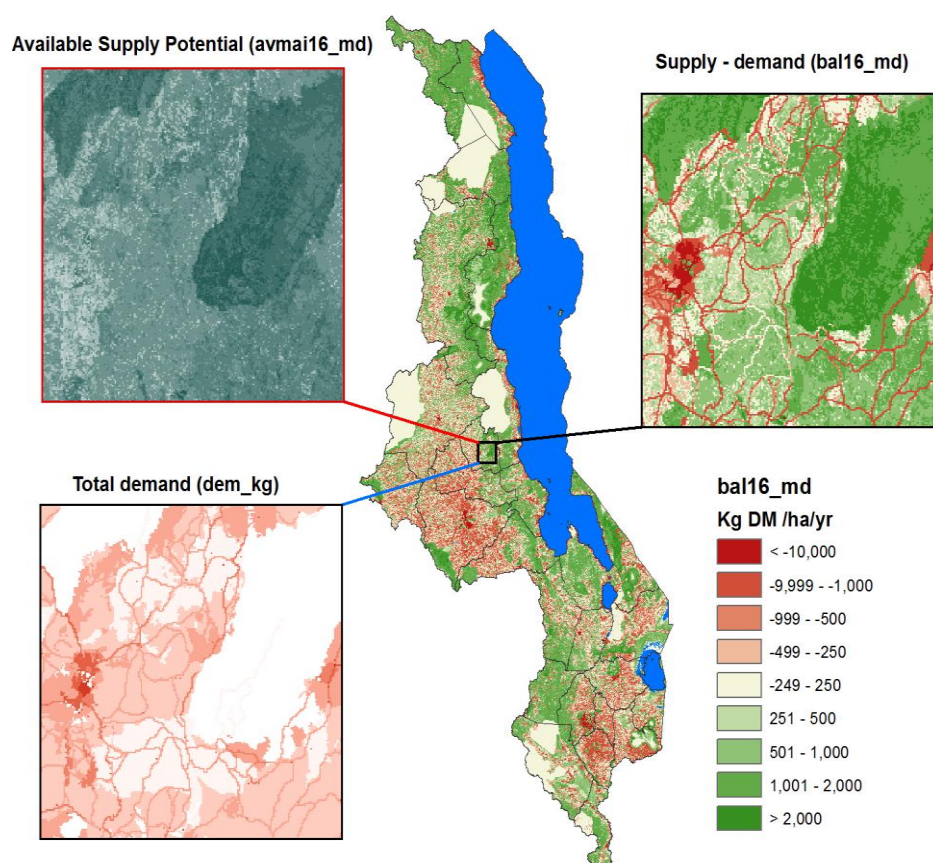 Available Supply Potential (avmai16_md)
Supply - demand (bal16_md)
Total demand (dem_kg)
bal16_md
Kg DM /ha/yr
< -10,000
-9,999 - -1,000
-999 - -500
-499 - -250
-249 - 250
251 - 500
501 - 1,000
1,001 - 2,000
> 2,000